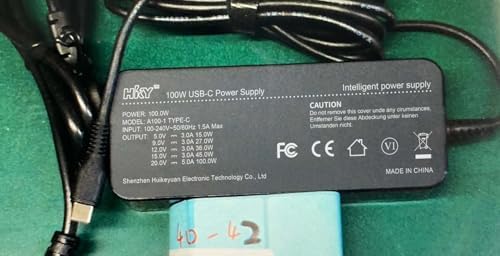 HKY™
100W USB-C Power Supply
Intelligent power supply
POWER: 100.0W
MODEL: A100-1 TYPE-C
INPUT: 100-240V~50/60Hz 1.5A Max
OUTPUT: 5.0V ⎓ 3.0A 15.0W
9.0V ⎓ 3.0A 27.0W
12.0V ⎓ 3.0A 36.0W
15.0V ⎓ 3.0A 45.0W
20.0V ⎓ 5.0A 100.0W
Shenzhen Huikeyuan Electronic Technology Co., Ltd
CAUTION
Do not remove this cover under any circumstances,
Entfernen Sie diese Abdeckung unter keinen
Umständen.
FC CE VI
MADE IN CHINA
40-42